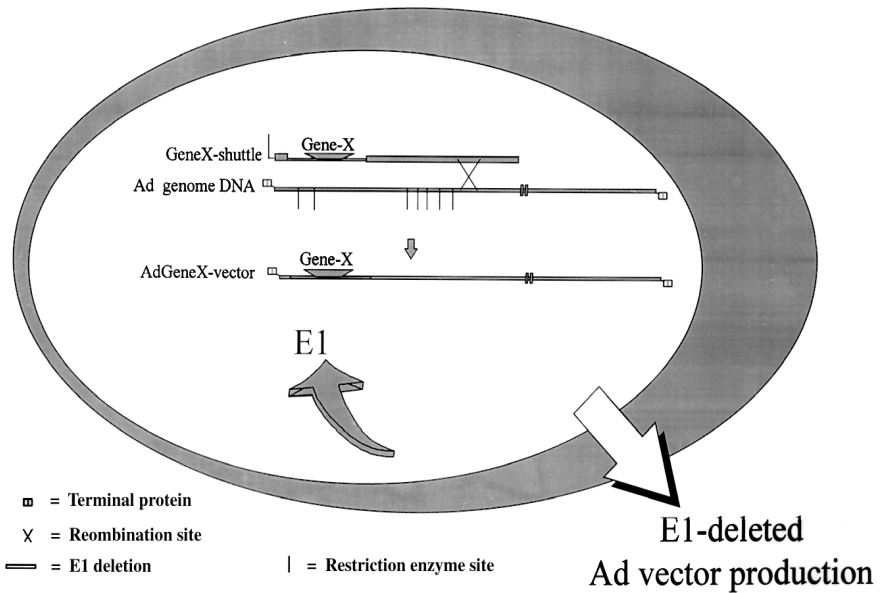 GeneX-shuttle
Gene-X
Ad genome DNA
AdGeneX-vector
Gene-X
E1
= Terminal protein
= Reombination site
= E1 deletion
= Restriction enzyme site
E1-deleted
Ad vector production